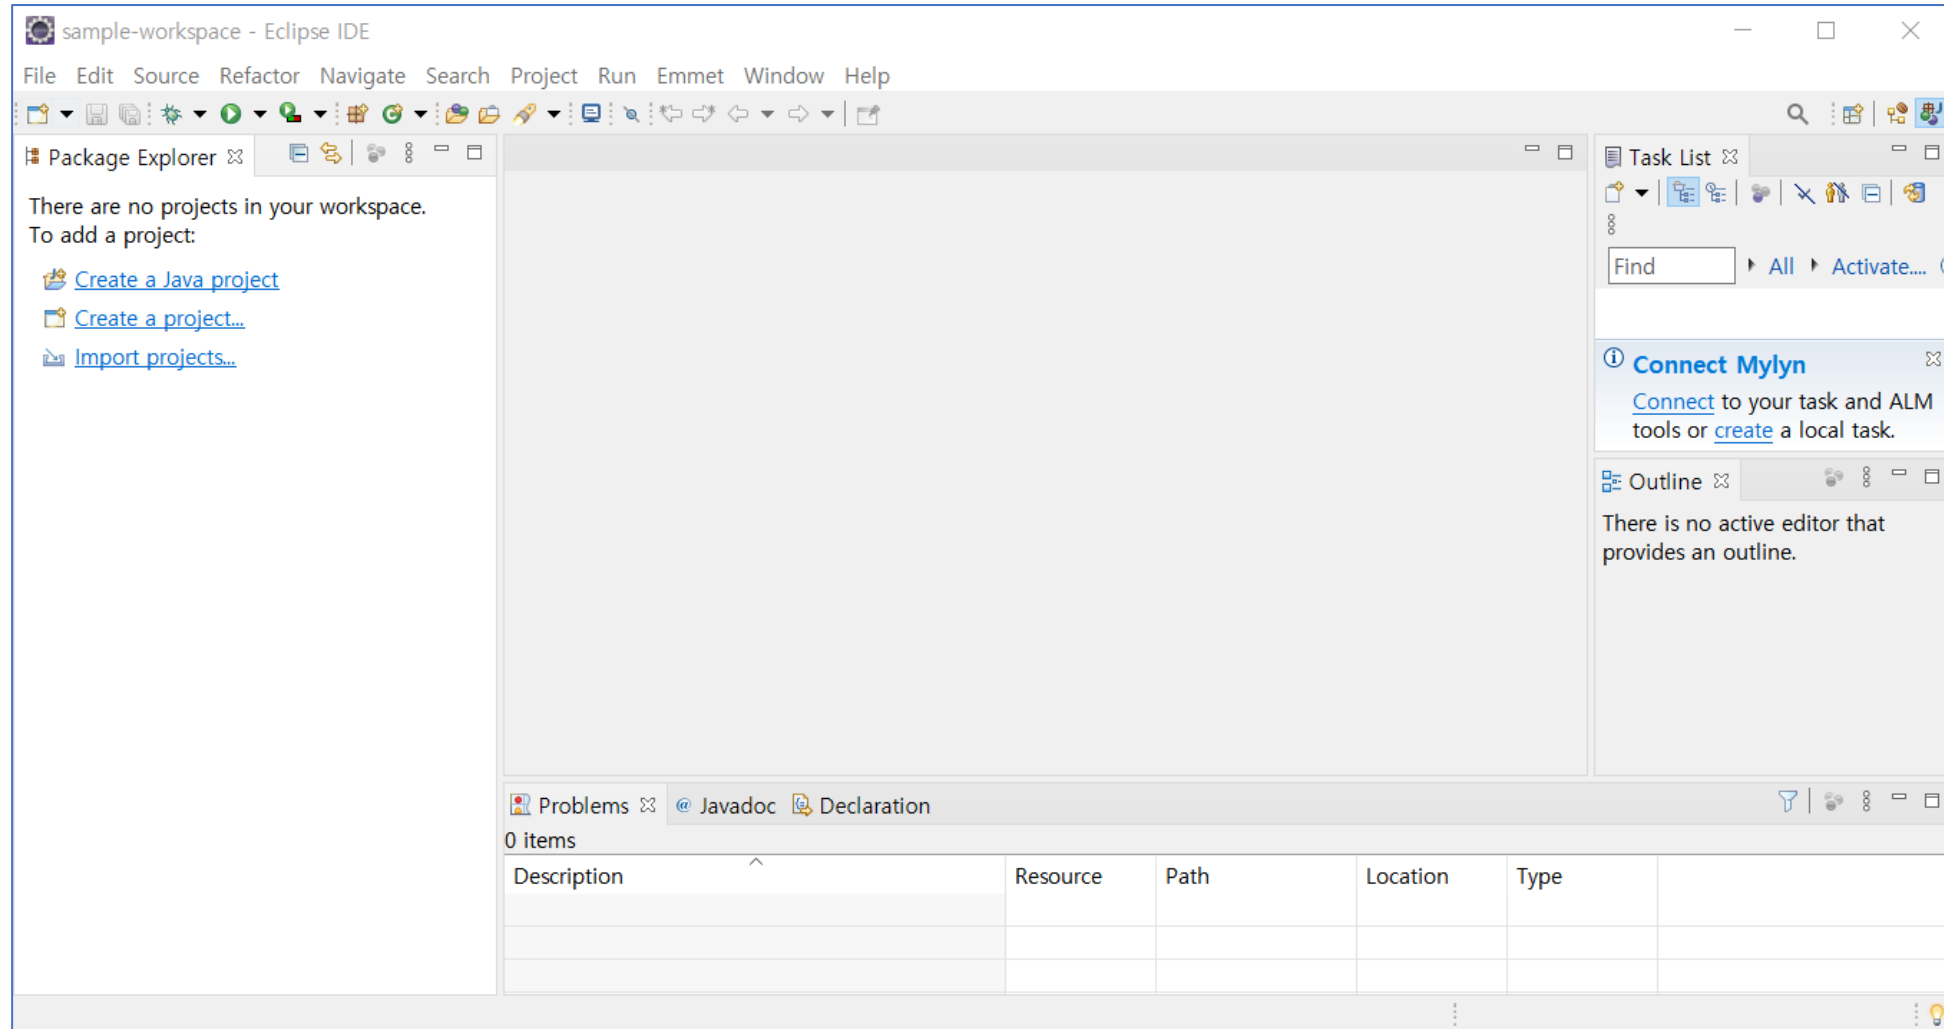 sample-workspace - Eclipse IDE
File Edit Source Refactor Navigate Search Project Run Emmet Window Help
Package Explorer
There are no projects in your workspace.
To add a project:
Create a Java project
Create a project...
Import projects...
Task List
Find All Activate....
Connect Mylyn
Connect to your task and ALM
tools or create a local task.
Outline
There is no active editor that
provides an outline.
Problems @ Javadoc Declaration
0 items
Description Resource Path Location Type